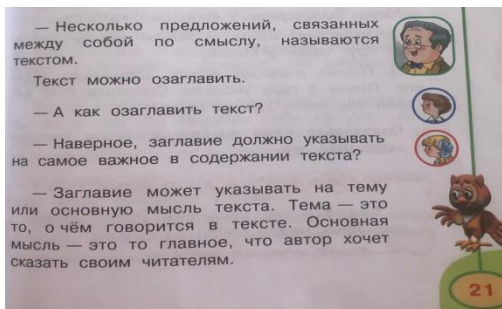 — Несколько предложений, связанных
между собой по смыслу, называются
текстом.
Текст можно озаглавить.
— А как озаглавить текст?
— Наверное, заглавие должно указывать
на самое важное в содержании текста?
— Заглавие может указывать на тему
или основную мысль текста. Тема — это
то, о чём говорится в тексте. Основная
мысль — это то главное, что автор хочет
сказать своим читателям.
21